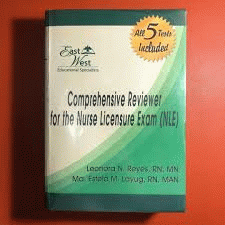 All 5 Tests
Included
East
West
Educational Specialists
Comprehensive Reviewer
for the Nurse Licensure Exam (NLE)
Leonora N. Reyes, RN, MN
Ma. Estela M. Layug, RN, MAN